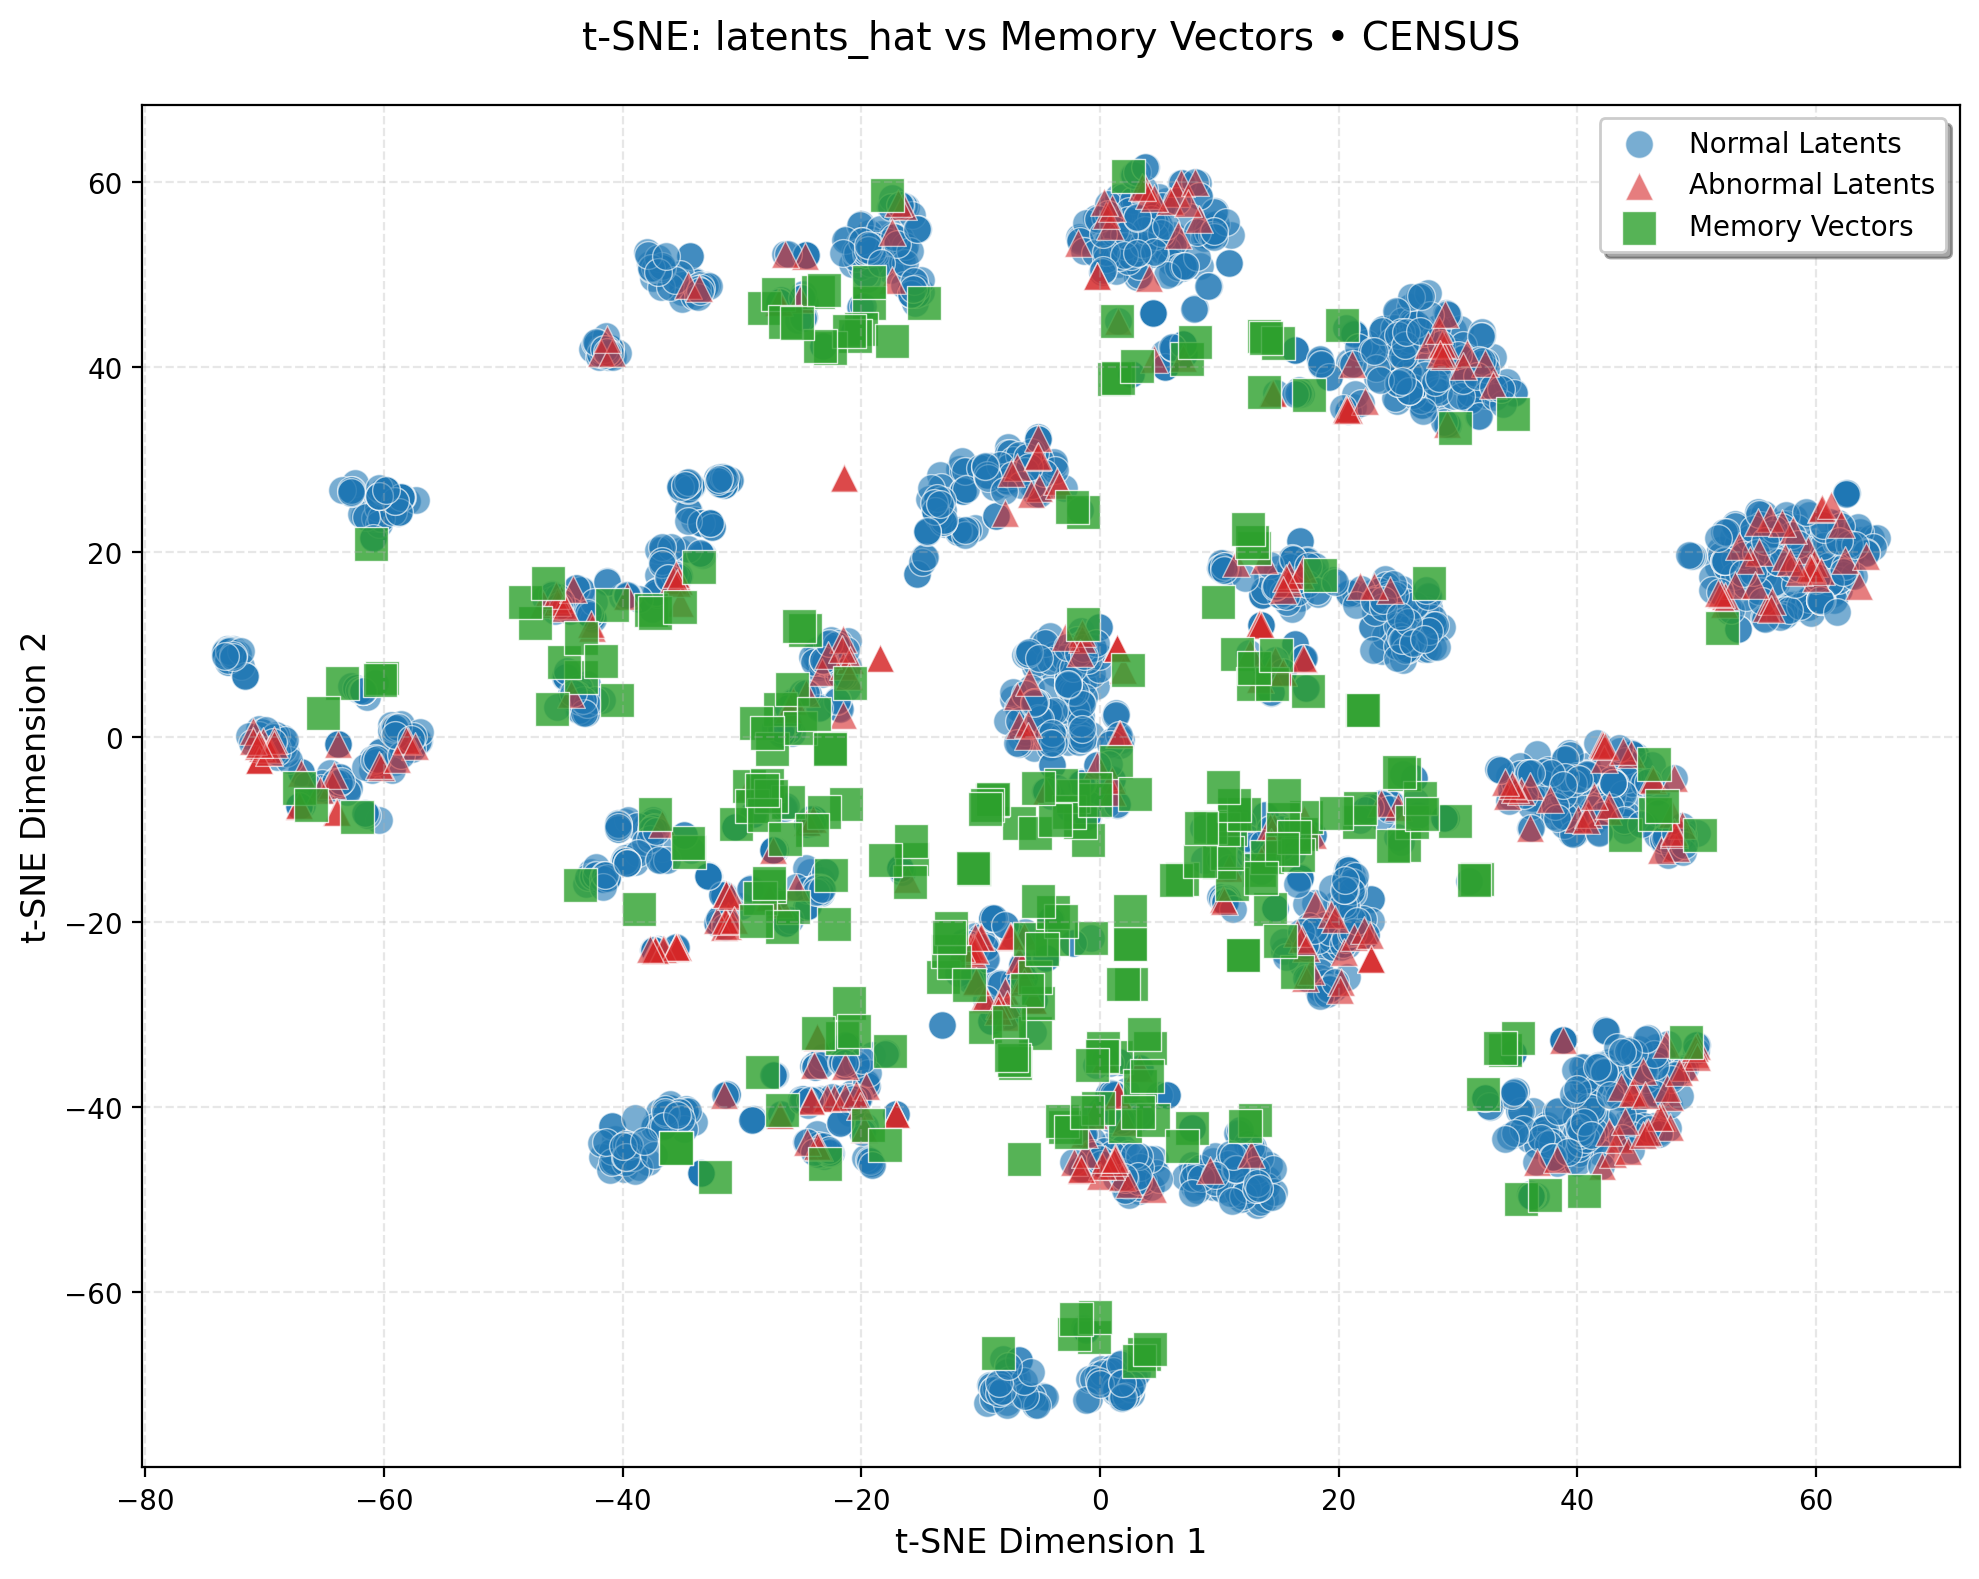 t-SNE: latents_hat vs Memory Vectors • CENSUS
Normal Latents
Abnormal Latents
Memory Vectors
60
40
20
0
−20
−40
−60
t-SNE Dimension 2
−80
−60
−40
−20
0
20
40
60
t-SNE Dimension 1